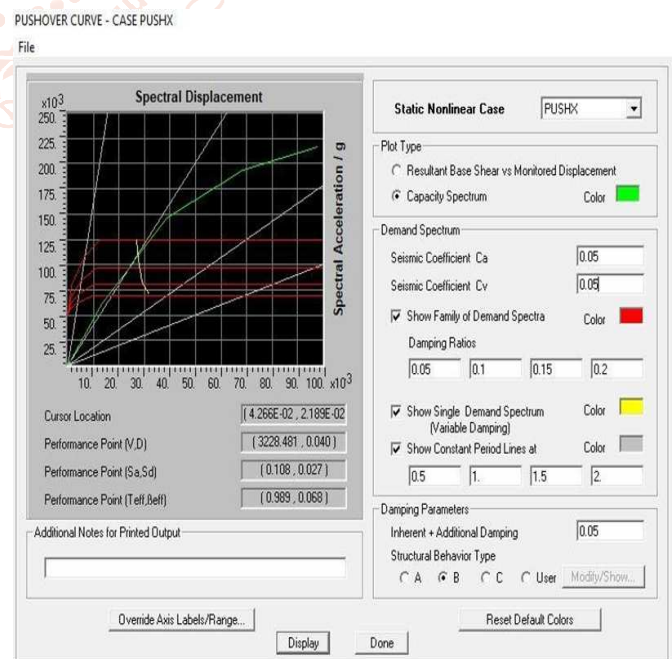 PUSHOVER CURVE - CASE PUSHX
File
Spectral Displacement
x10³
250.
225.
200.
175.
150.
125.
100.
75.
50.
25.
Spectral Acceleration / g
10. 20. 30. 40. 50. 60. 70. 80. 90. 100. x10³
Cursor Location (4.266E-02 , 2.189E-02
Performance Point (V,D) (3228.481 , 0.040 )
Performance Point (Sa,Sd) ( 0.108 , 0.027 )
Performance Point (Teff,βeff) ( 0.989 , 0.068 )
Additional Notes for Printed Output
Static Nonlinear Case PUSHX
Plot Type
Resultant Base Shear vs Monitored Displacement
Capacity Spectrum Color
Demand Spectrum
Seismic Coefficient Ca 0.05
Seismic Coefficient Cv 0.05
Show Family of Demand Spectra Color
Damping Ratios
0.05 0.1 0.15 0.2
Show Single Demand Spectrum Color
(Variable Damping)
Show Constant Period Lines at Color
0.5 1. 1.5 2.
Damping Parameters
Inherent + Additional Damping 0.05
Structural Behavior Type
A B C User Modify/Show...
Override Axis Labels/Range... Reset Default Colors
Display Done